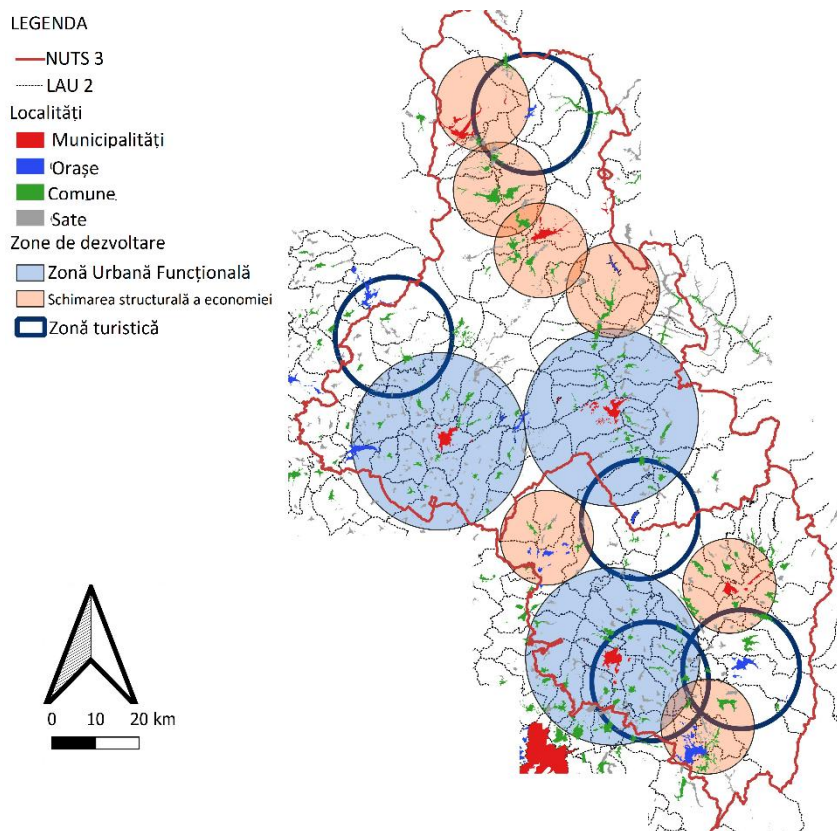 LEGENDA
NUTS 3
LAU 2
Localități
Municipalități
Orașe
Comune
Sate
Zone de dezvoltare
Zonă Urbană Funcțională
Schimarea structurală a economiei
Zonă turistică
0 10 20 km